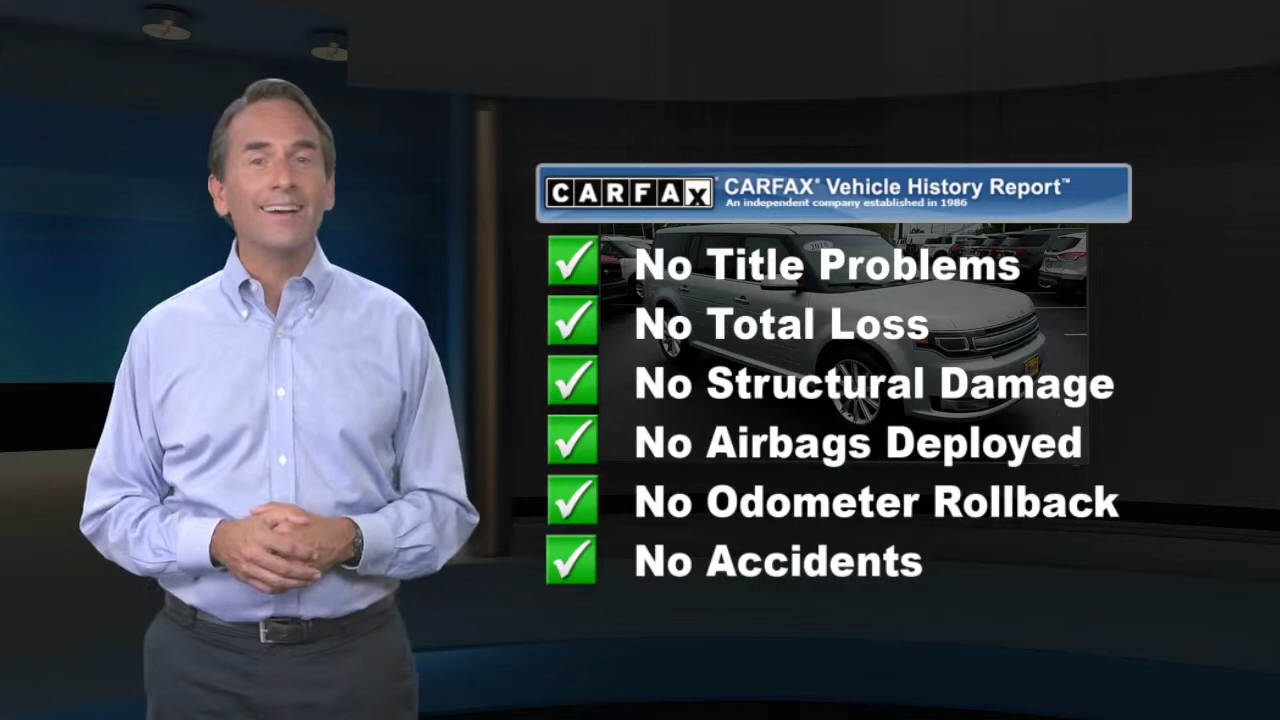 CARFAX
CARFAX® Vehicle History Report™
An independent company established in 1986
No Title Problems
No Total Loss
No Structural Damage
No Airbags Deployed
No Odometer Rollback
No Accidents